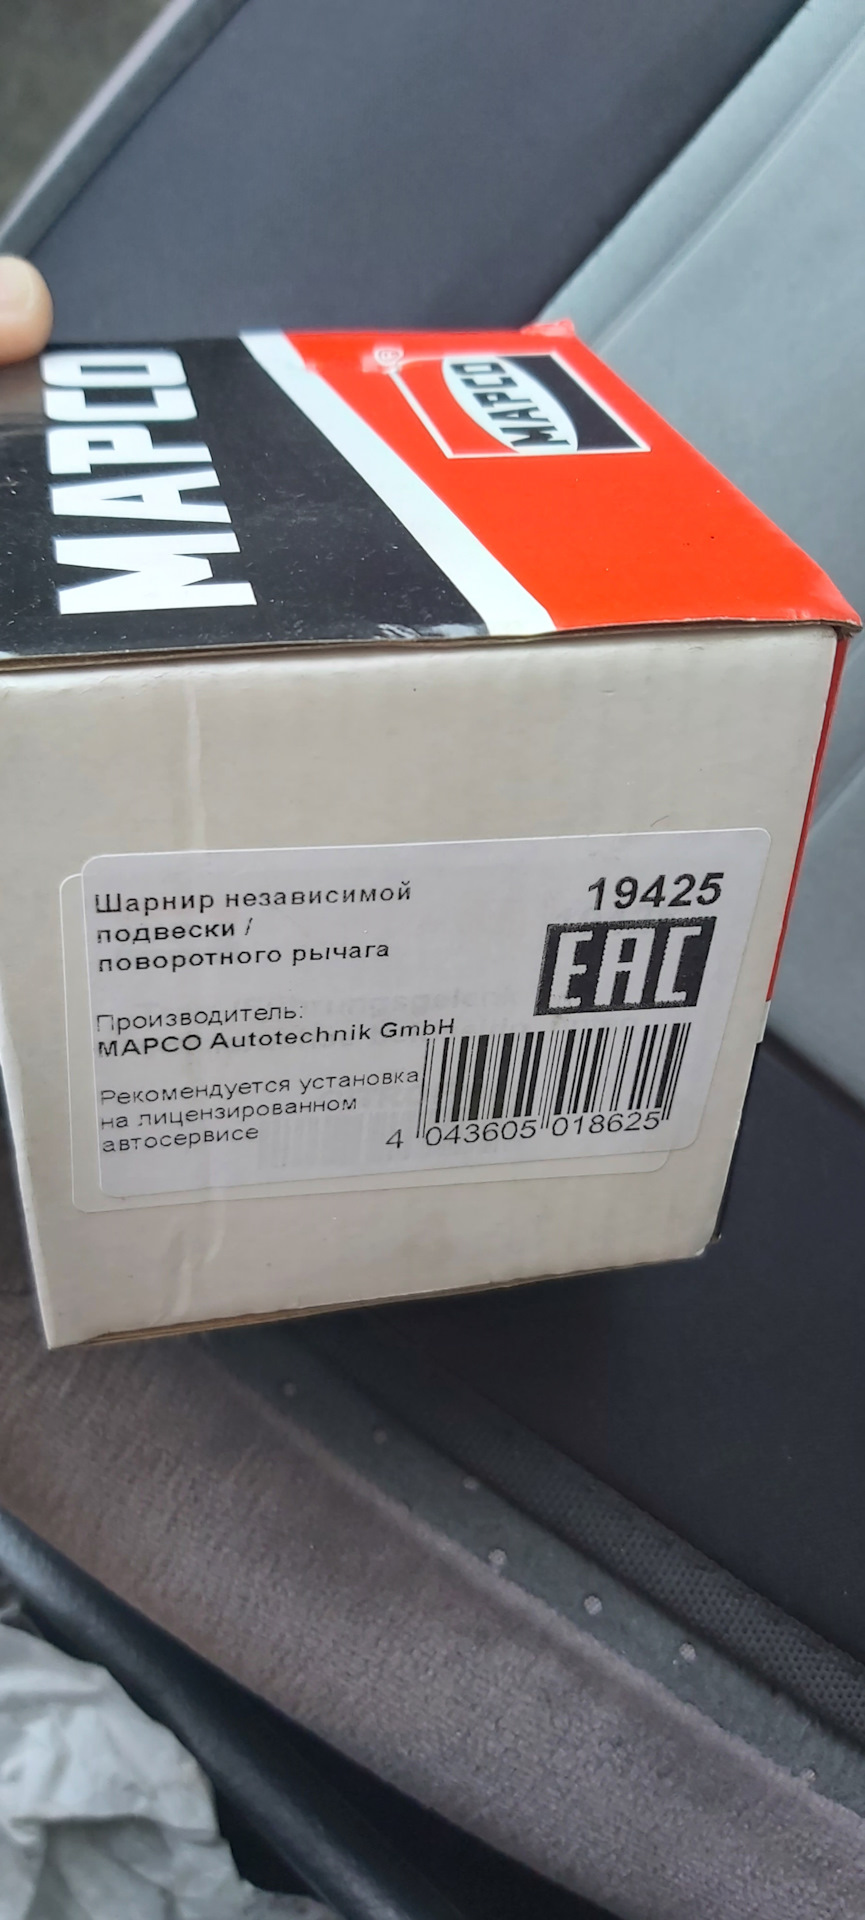 MAPCO
MAPCO
®
Шарнир независимой
подвески /
поворотного рычага
19425
EAC
Производитель:
MAPCO Autotechnik GmbH
Рекомендуется установка
на лицензированном
автосервисе
4 043605 018625